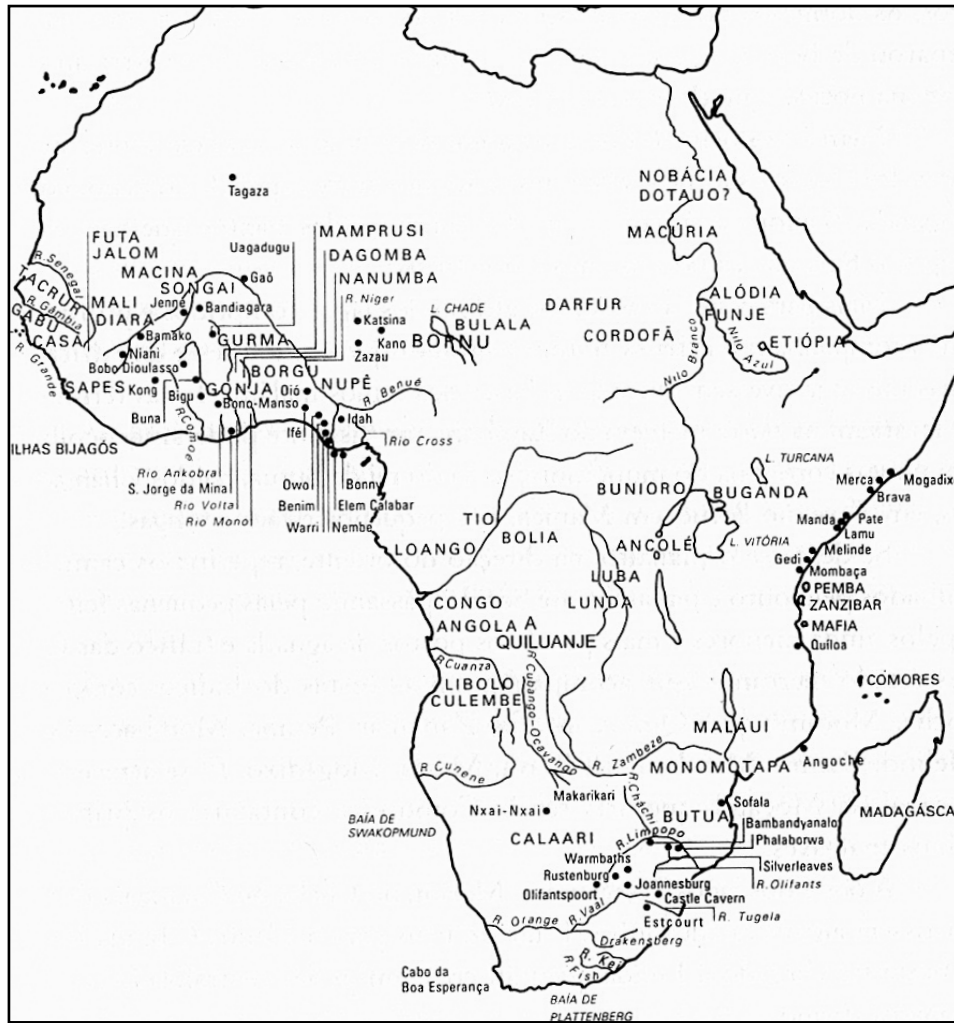 NOBÁCIA
DOTAUO?
MACÚRIA
Tagaza
FUTA
JALOM
Uagadugu
MAMPRUSI
DAGOMBA
NANUMBA
R. Niger
MACINA
SONGAI
Gaô
R. Senegal
TACRUR
R. Gâmbia
GABU
CASA
R. Grande
MALI
DIARA
Jenné
Bandiagara
Bamako
GURMA
Niani
Bobo Dioulasso
SAPES
Kong
Bigu
Buna
GONJA
BORGU
Bono-Manso
Oió
NUPÊ
R. Benué
Idah
Ifé
Rio Cross
R. Comoe
ILHAS BIJAGÓS
Rio Ankobra
S. Jorge da Mina
Rio Volta
Rio Mono
Owo
Benim
Warri
Bonny
Elem Calabar
Nembe
Katsina
Kano
Zazau
L. CHADE
BULALA
BORNU
DARFUR
CORDOFÃ
Nilo Branco
ALÓDIA
FUNJE
Nilo Azul
ETIÓPIA
L. TURCANA
BUNIORO
BUGANDA
ANCOLÉ
L. VITÓRIA
Merca
Mogadixo
Brava
Manda
Pate
Lamu
Melinde
Gedi
Mombaça
PEMBA
ZANZIBAR
MAFIA
Quíloa
TIO
BOLIA
LOANGO
LUBA
CONGO
LUNDA
ANGOLA A
QUILUANJE
R. Cuanza
LIBOLO
CULEMBE
R. Cubango-Ocavango
R. Cunene
COMORES
MALAUI
R. Zambeze
MONOMOTAPA
Angoche
MADAGÁSCA
Makarikari
Nxai-Nxai
R. Cháchi
BUTUA
Sofala
Bambandyanalo
Phalaborwa
Silverleaves
R. Olifants
BAÍA DE
SWAKOPMUND
CALAARI
R. Limpopo
Warmbaths
Rustenburg
Olifantspoort
Joannesburg
Castle Cavern
R. Orange
R. Vaal
Estcourt
R. Tugela
Drakensberg
R. Kei
R. Fish
Cabo da
Boa Esperança
BAÍA DE
PLATTENBERG